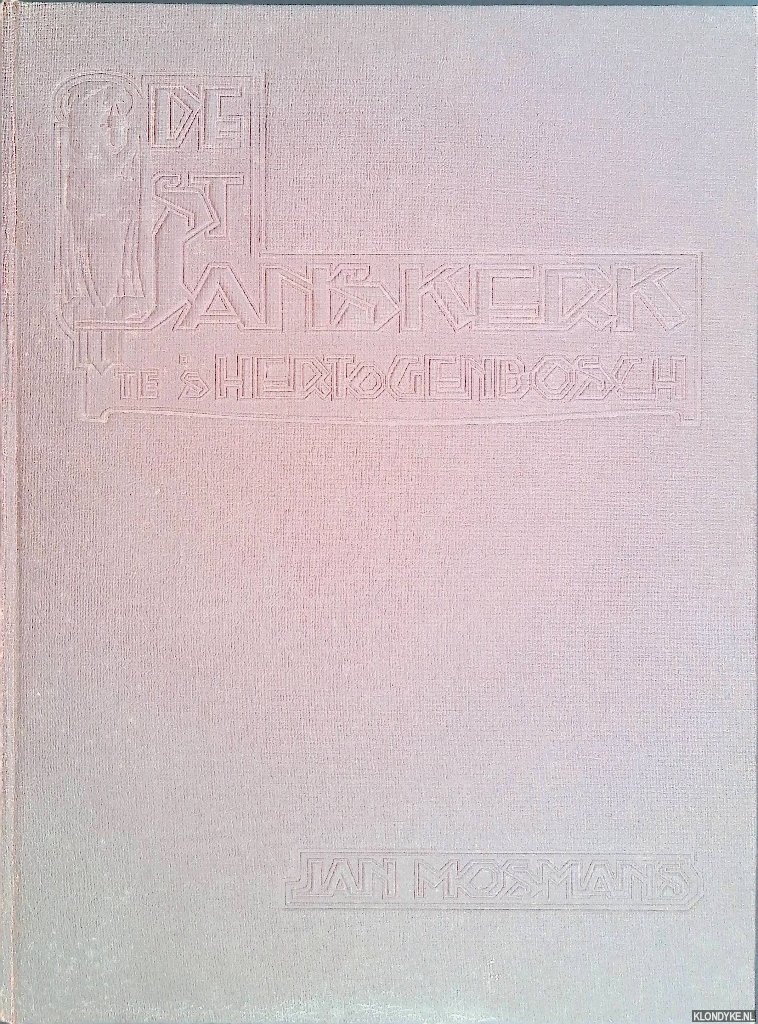 DE
ST
JANSKERK
TE 'S HERTOGENBOSCH
JAN MOSMANS
KLONDYKE.NL